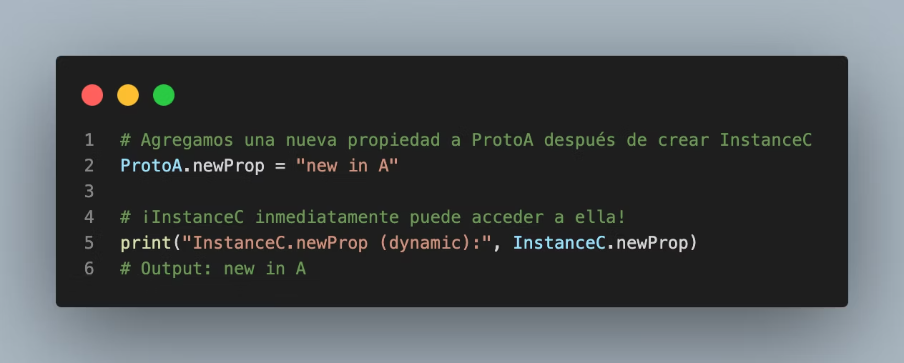 1 # Agregamos una nueva propiedad a ProtoA después de crear InstanceC
2 ProtoA.newProp = "new in A"
3
4 # ¡InstanceC inmediatamente puede acceder a ella!
5 print("InstanceC.newProp (dynamic):", InstanceC.newProp)
6 # Output: new in A